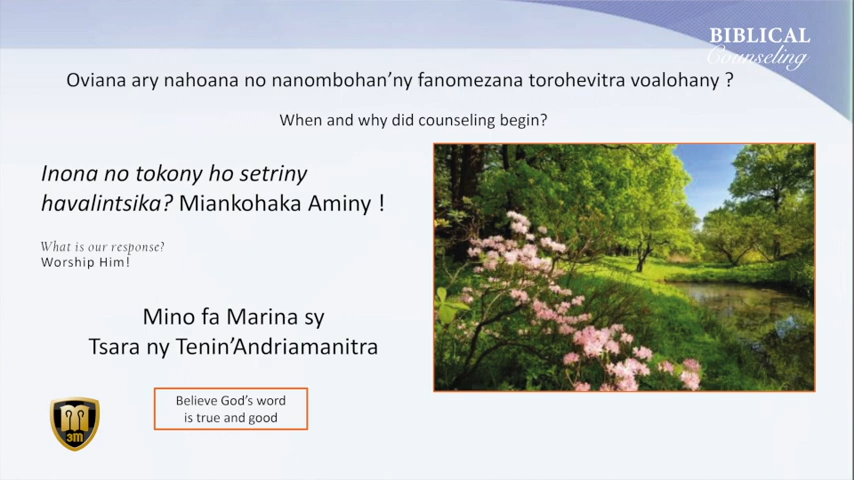 BIBLICAL
Counseling
Oviana ary nahoana no nanombohan'ny fanomezana torohevitra voalohany ?
When and why did counseling begin?
Inona no tokony ho setriny
havalintsika? Miankohaka Aminy !
What is our response?
Worship Him!
Mino fa Marina sy
Tsara ny Tenin'Andriamanitra
Believe God's word
is true and good
3m